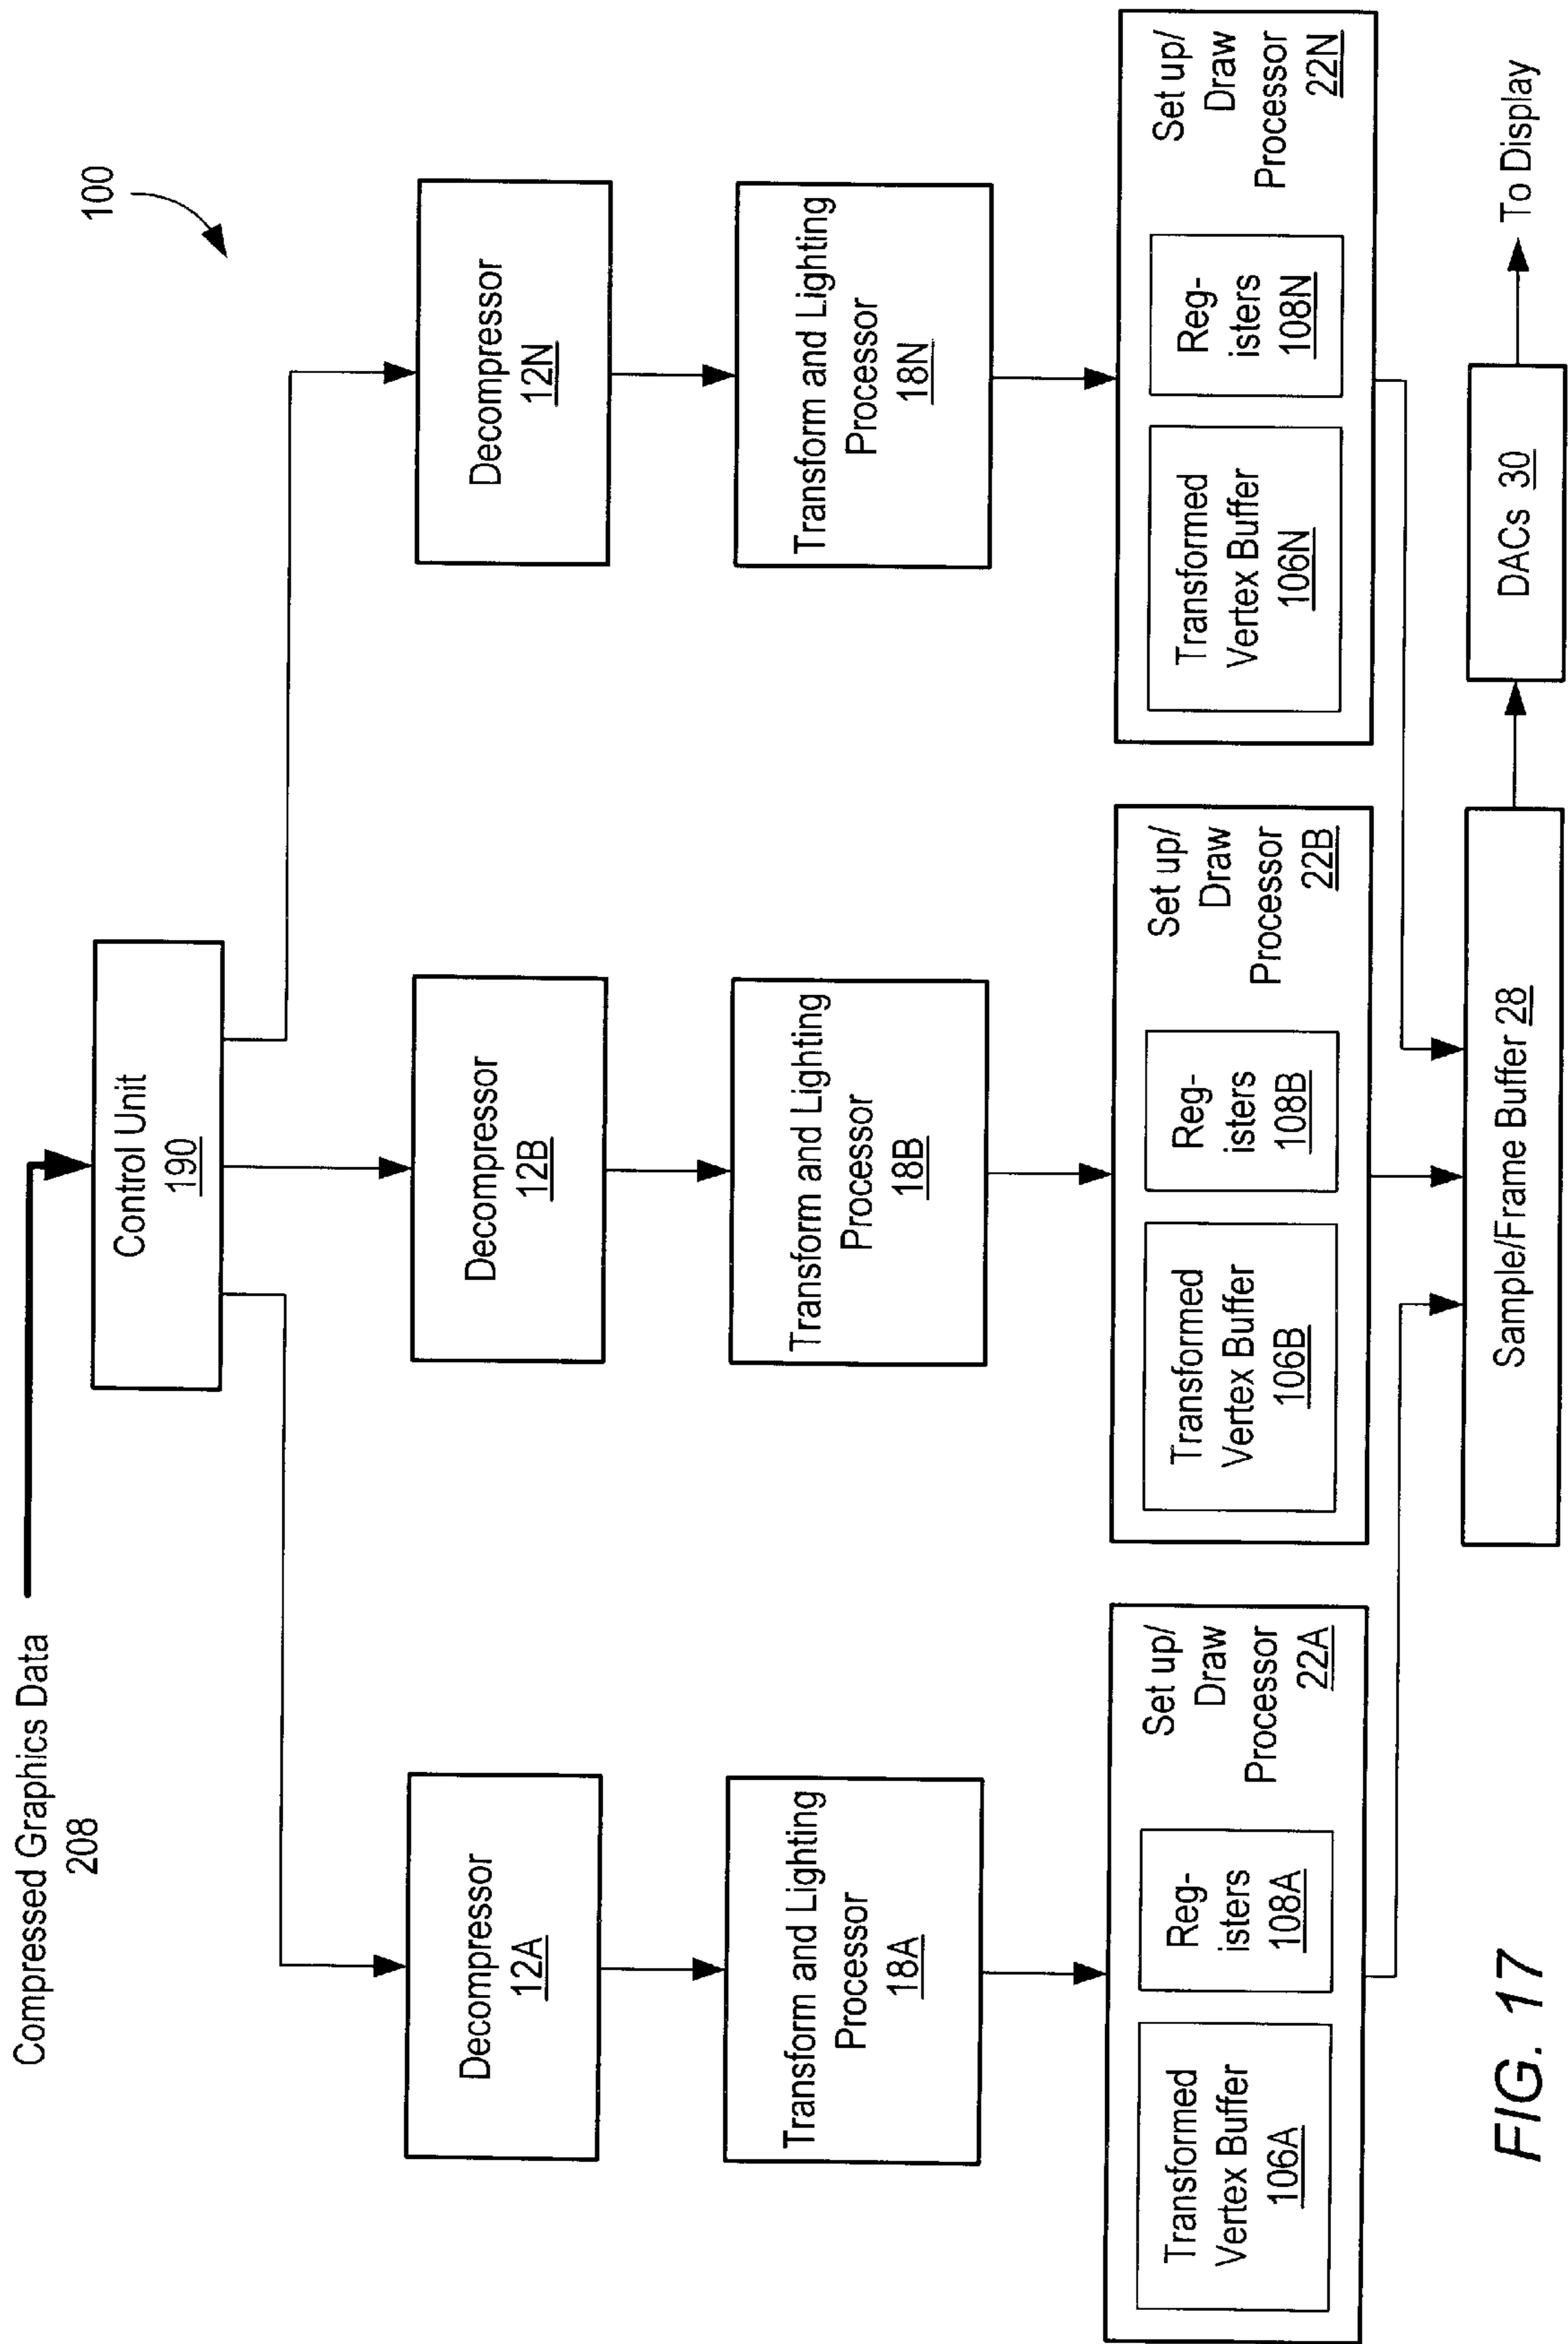 Compressed Graphics Data
208
100
Control Unit
190
Decompressor
12A
Decompressor
12B
Decompressor
12N
Transform and Lighting
Processor
18A
Transform and Lighting
Processor
18B
Transform and Lighting
Processor
18N
Transformed
Vertex Buffer
106A
Reg-
isters
108A
Set up/
Draw
Processor
22A
Transformed
Vertex Buffer
106B
Reg-
isters
108B
Set up/
Draw
Processor
22B
Transformed
Vertex Buffer
106N
Reg-
isters
108N
Set up/
Draw
Processor
22N
Sample/Frame Buffer 28
DACs 30
To Display
FIG. 17